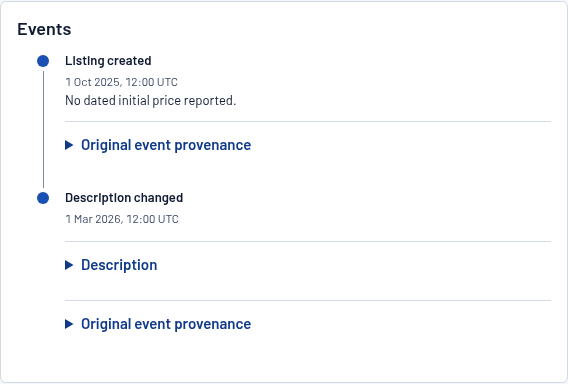 Events
Listing created
1 Oct 2025, 12:00 UTC
No dated initial price reported.
Original event provenance
Description changed
1 Mar 2026, 12:00 UTC
Description
Original event provenance